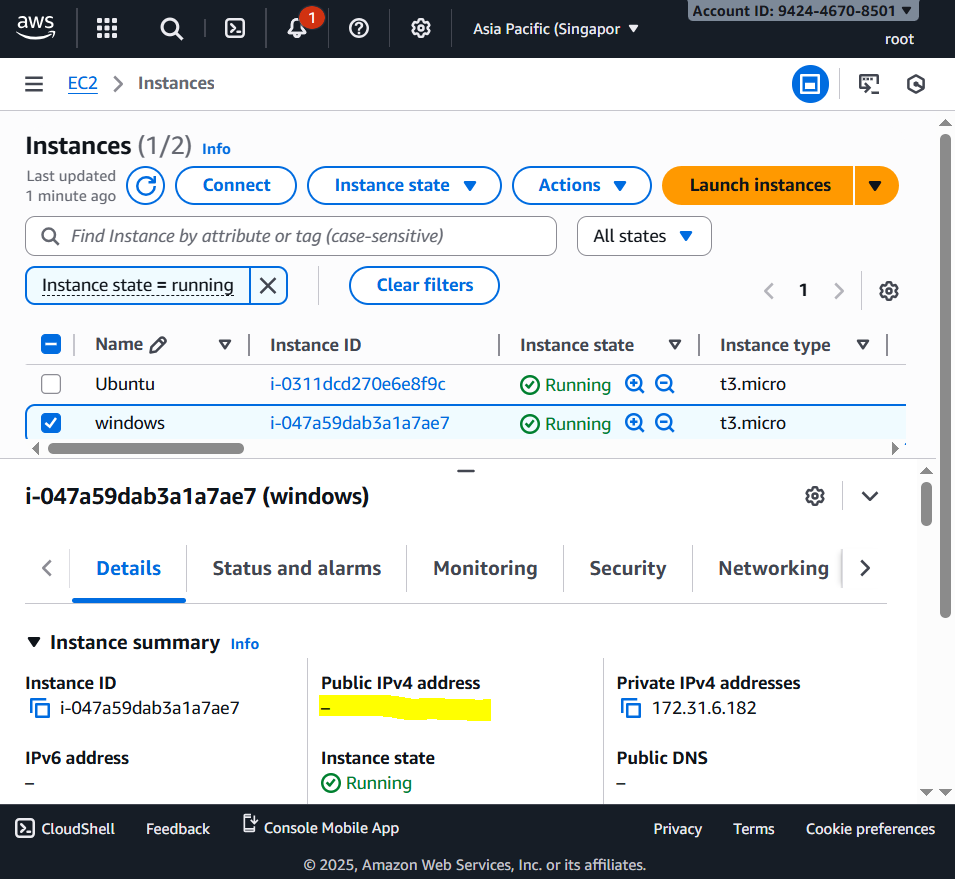 aws
1
Asia Pacific (Singapor
Account ID: 9424-4670-8501
root
EC2
Instances
Instances (1/2) Info
Last updated
1 minute ago
Connect
Instance state
Actions
Launch instances
Find Instance by attribute or tag (case-sensitive)
All states
Instance state = running
Clear filters
1
Name Instance ID Instance state Instance type
Ubuntu i-0311dcd270e6e8f9c Running t3.micro
windows i-047a59dab3a1a7ae7 Running t3.micro
i-047a59dab3a1a7ae7 (windows)
Details Status and alarms Monitoring Security Networking
Instance summary Info
Instance ID Public IPv4 address Private IPv4 addresses
i-047a59dab3a1a7ae7 – 172.31.6.182
IPv6 address Instance state Public DNS
– Running –
CloudShell Feedback Console Mobile App Privacy Terms Cookie preferences
© 2025, Amazon Web Services, Inc. or its affiliates.